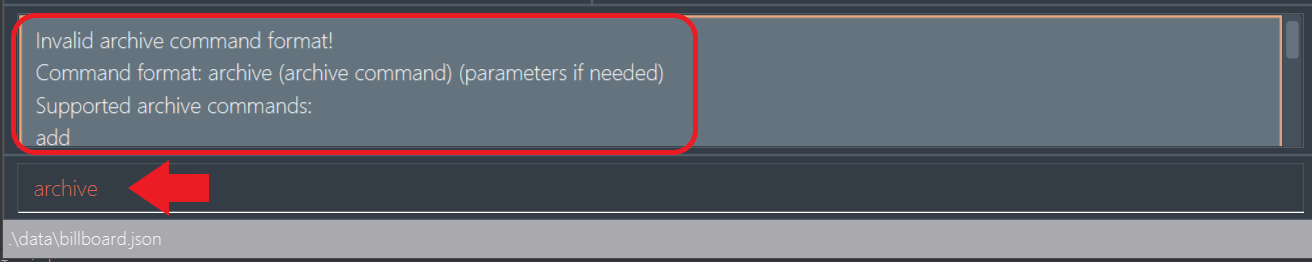 Invalid archive command format!
Command format: archive (archive command) (parameters if needed)
Supported archive commands:
add
archive
.\data\billboard.json